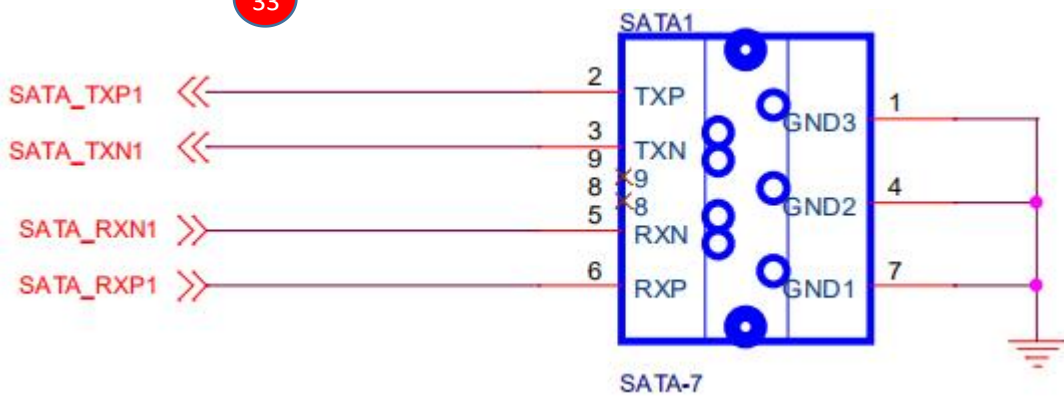 33
SATA1
SATA_TXP1 2 TXP GND3 1
SATA_TXN1 3 TXN
9 9
8 8 GND2 4
SATA_RXN1 5 RXN
SATA_RXP1 6 RXP GND1 7
SATA-7